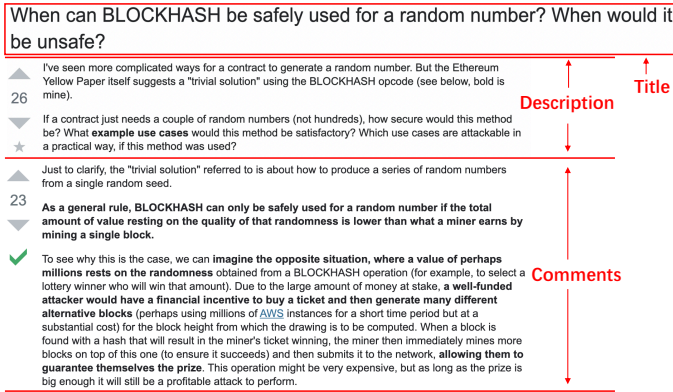 When can BLOCKHASH be safely used for a random number? When would it
be unsafe?
Title
I've seen more complicated ways for a contract to generate a random number. But the Ethereum
Yellow Paper itself suggests a "trivial solution" using the BLOCKHASH opcode (see below, bold is
mine).
26
Description
If a contract just needs a couple of random numbers (not hundreds), how secure would this method
be? What example use cases would this method be satisfactory? Which use cases are attackable in
a practical way, if this method was used?
Just to clarify, the "trivial solution" referred to is about how to produce a series of random numbers
from a single random seed.
23
As a general rule, BLOCKHASH can only be safely used for a random number if the total
amount of value resting on the quality of that randomness is lower than what a miner earns by
mining a single block.
To see why this is the case, we can imagine the opposite situation, where a value of perhaps
millions rests on the randomness obtained from a BLOCKHASH operation (for example, to select a
lottery winner who will win that amount). Due to the large amount of money at stake, a well-funded
attacker would have a financial incentive to buy a ticket and then generate many different
alternative blocks (perhaps using millions of AWS instances for a short time period but at a
substantial cost) for the block height from which the drawing is to be computed. When a block is
found with a hash that will result in the miner's ticket winning, the miner then immediately mines more
blocks on top of this one (to ensure it succeeds) and then submits it to the network, allowing them to
guarantee themselves the prize. This operation might be very expensive, but as long as the prize is
big enough it will still be a profitable attack to perform.
Comments